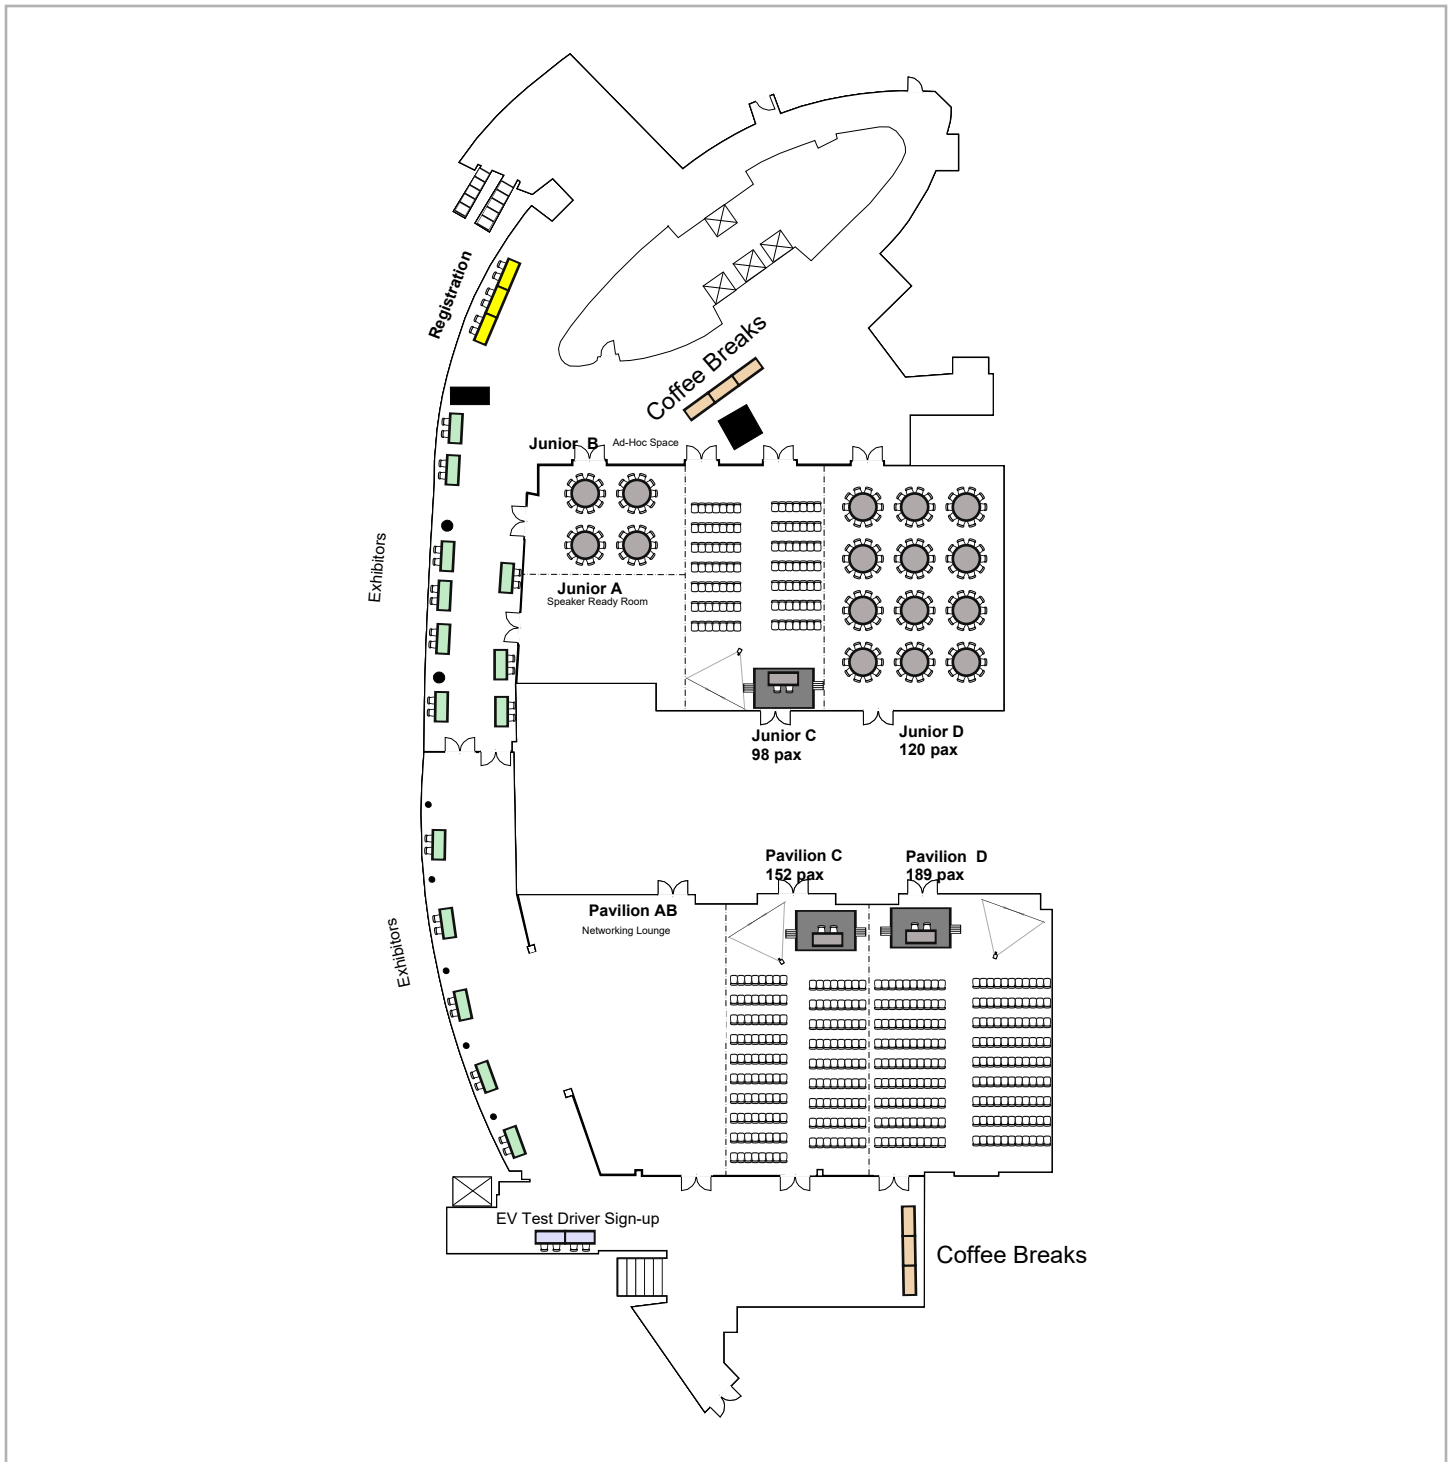 Registration
Coffee Breaks
Junior B
Ad-Hoc Space
Exhibitors
Junior A
Speaker Ready Room
Junior C
98 pax
Junior D
120 pax
Pavilion C
152 pax
Pavilion D
189 pax
Pavilion AB
Networking Lounge
Exhibitors
EV Test Driver Sign-up
Coffee Breaks